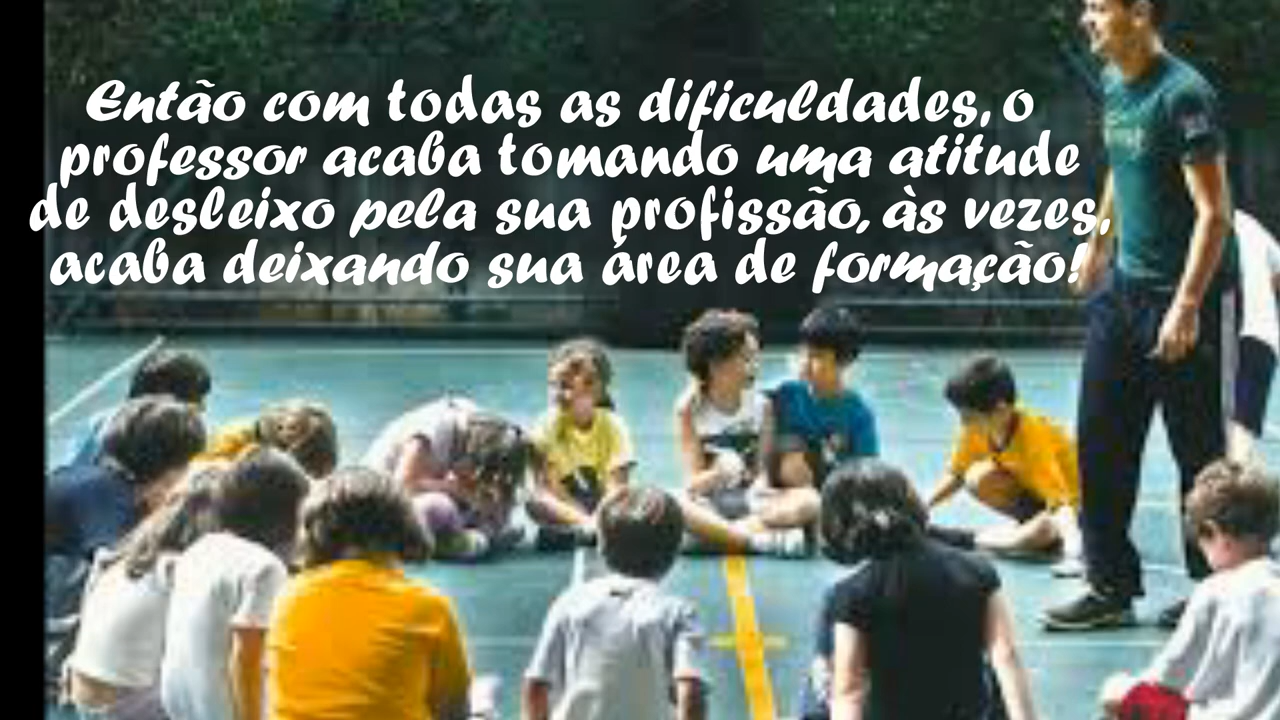 Então com todas as dificuldades, o
professor acaba tomando uma atitude
de desleixo pela sua profissão, às vezes,
acaba deixando sua área de formação!